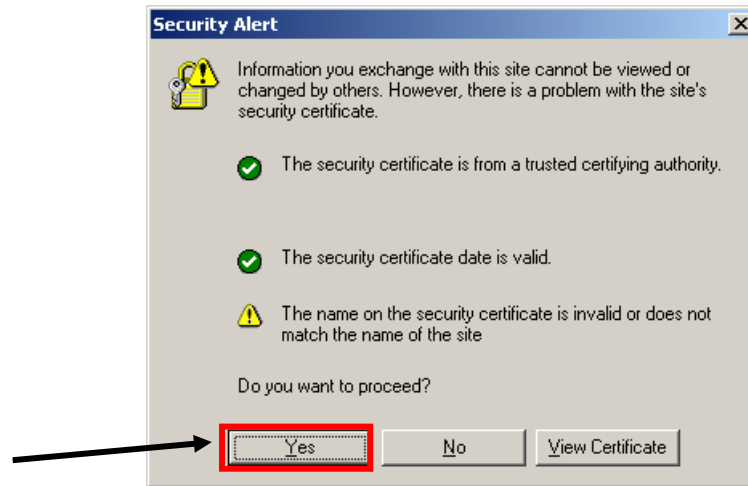 Security Alert
Information you exchange with this site cannot be viewed or
changed by others. However, there is a problem with the site's
security certificate.
The security certificate is from a trusted certifying authority.
The security certificate date is valid.
The name on the security certificate is invalid or does not
match the name of the site
Do you want to proceed?
Yes No View Certificate